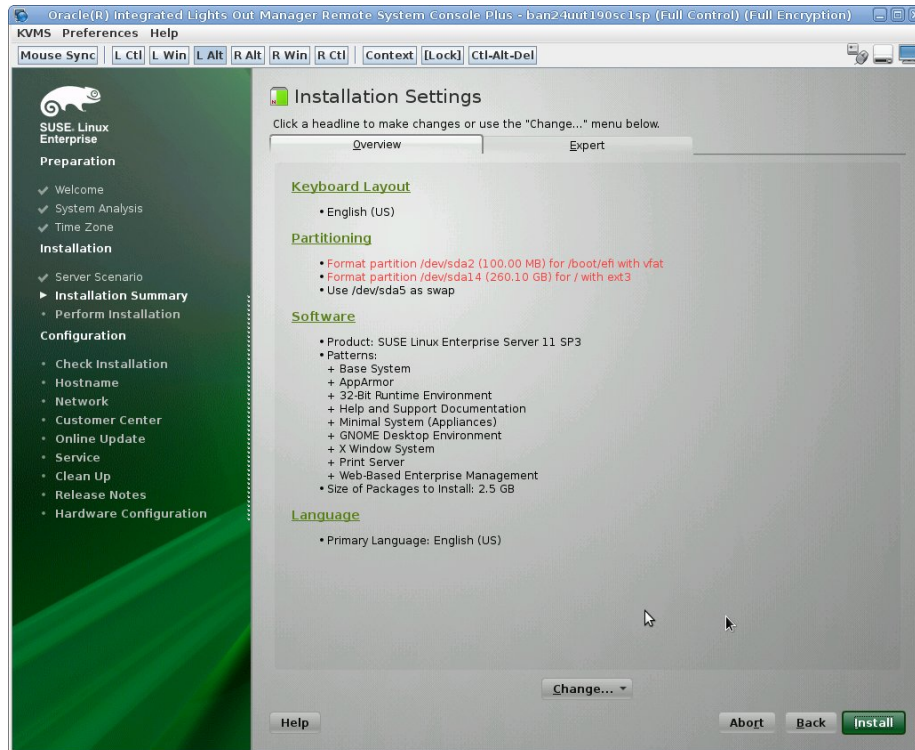 Oracle(R) Integrated Lights Out Manager Remote System Console Plus - ban24uut190sc1sp (Full Control) (Full Encryption)
KVMS Preferences Help
Mouse Sync L Ctl L Win L Alt R Alt R Win R Ctl Context [Lock] Ctl-Alt-Del
SUSE. Linux
Enterprise
Preparation
Welcome
System Analysis
Time Zone
Installation
Server Scenario
Installation Summary
Perform Installation
Configuration
Check Installation
Hostname
Network
Customer Center
Online Update
Service
Clean Up
Release Notes
Hardware Configuration
Installation Settings
Click a headline to make changes or use the "Change..." menu below.
Overview Expert
Keyboard Layout
• English (US)
Partitioning
• Format partition /dev/sda2 (100.00 MB) for /boot/efi with vfat
• Format partition /dev/sda14 (260.10 GB) for / with ext3
• Use /dev/sda5 as swap
Software
• Product: SUSE Linux Enterprise Server 11 SP3
• Patterns:
+ Base System
+ AppArmor
+ 32-Bit Runtime Environment
+ Help and Support Documentation
+ Minimal System (Appliances)
+ GNOME Desktop Environment
+ X Window System
+ Print Server
+ Web-Based Enterprise Management
• Size of Packages to Install: 2.5 GB
Language
• Primary Language: English (US)
Change...
Help Abort Back Install